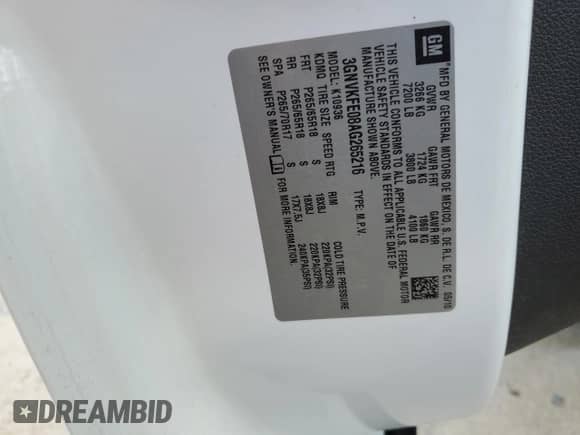 GM
MFD BY GENERAL MOTORS DE MEXICO, S. DE R.L. DE C.V. 05/10
GVWR GAWR FRT GAWR RR
3266 KG 1724 KG 1860 KG
7200 LB 3800 LB 4100 LB
THIS VEHICLE CONFORMS TO ALL APPLICABLE U.S. FEDERAL MOTOR
VEHICLE SAFETY STANDARDS IN EFFECT ON THE DATE OF
MANUFACTURE SHOWN ABOVE.
3GNVKFE08AG265216 TYPE: M.P.V.
MODEL: K10936
KDMQ TIRE SIZE SPEED RTG RIM COLD TIRE PRESSURE
FRT P265/65R18 S 18X8J 220KPA(32PSI)
RR P265/65R18 S 18X8J 220KPA(32PSI)
SPA P265/70R17 S 17X7.5J 240KPA(35PSI)
SEE OWNER'S MANUAL FOR MORE INFORMATION.
DREAMBID